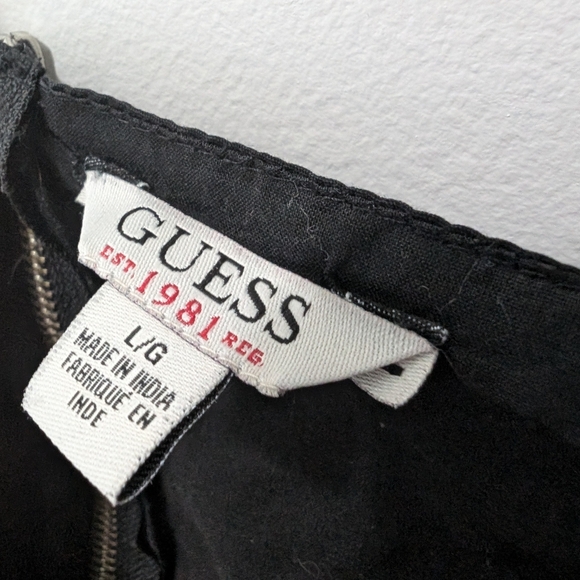 GUESS
EST. 1981 REG.
L/G
MADE IN INDIA
FABRIQUÉ EN
INDE